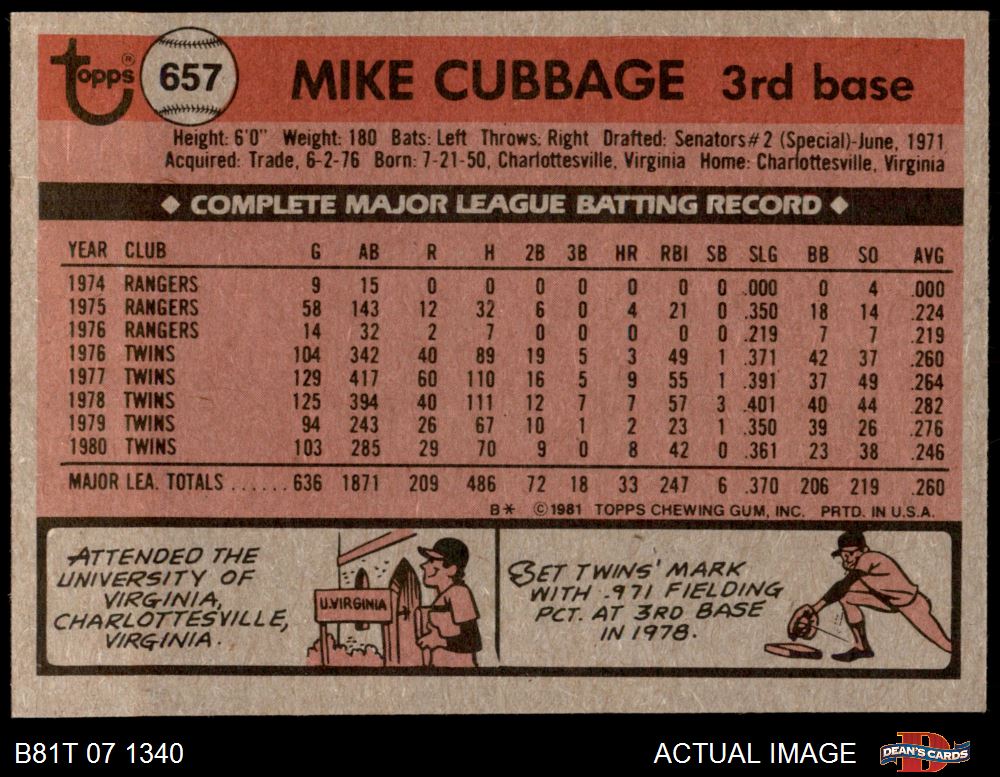 Topps® 657 MIKE CUBBAGE 3rd base
Height: 6'0" Weight: 180 Bats: Left Throws: Right Drafted: Senators #2 (Special)-June, 1971
Acquired: Trade, 6-2-76 Born: 7-21-50, Charlottesville, Virginia Home: Charlottesville, Virginia
◆ COMPLETE MAJOR LEAGUE BATTING RECORD ◆
YEAR CLUB G AB R H 2B 3B HR RBI SB SLG BB SO AVG
1974 RANGERS 9 15 0 0 0 0 0 0 0 .000 0 4 .000
1975 RANGERS 58 143 12 32 6 0 4 21 0 .350 18 14 .224
1976 RANGERS 14 32 2 7 0 0 0 0 0 .219 7 7 .219
1976 TWINS 104 342 40 89 19 5 3 49 1 .371 42 37 .260
1977 TWINS 129 417 60 110 16 5 9 55 1 .391 37 49 .264
1978 TWINS 125 394 40 111 12 7 7 57 3 .401 40 44 .282
1979 TWINS 94 243 26 67 10 1 2 23 1 .350 39 26 .276
1980 TWINS 103 285 29 70 9 0 8 42 0 .361 23 38 .246
MAJOR LEA. TOTALS ...... 636 1871 209 486 72 18 33 247 6 .370 206 219 .260
B* ©1981 TOPPS CHEWING GUM, INC. PRTD. IN U.S.A.
ATTENDED THE
UNIVERSITY OF
VIRGINIA,
CHARLOTTESVILLE,
VIRGINIA.
U.VIRGINIA
SET TWINS' MARK
WITH .971 FIELDING
PCT. AT 3RD BASE
IN 1978.
B81T 07 1340 ACTUAL IMAGE DEAN'S CARDS